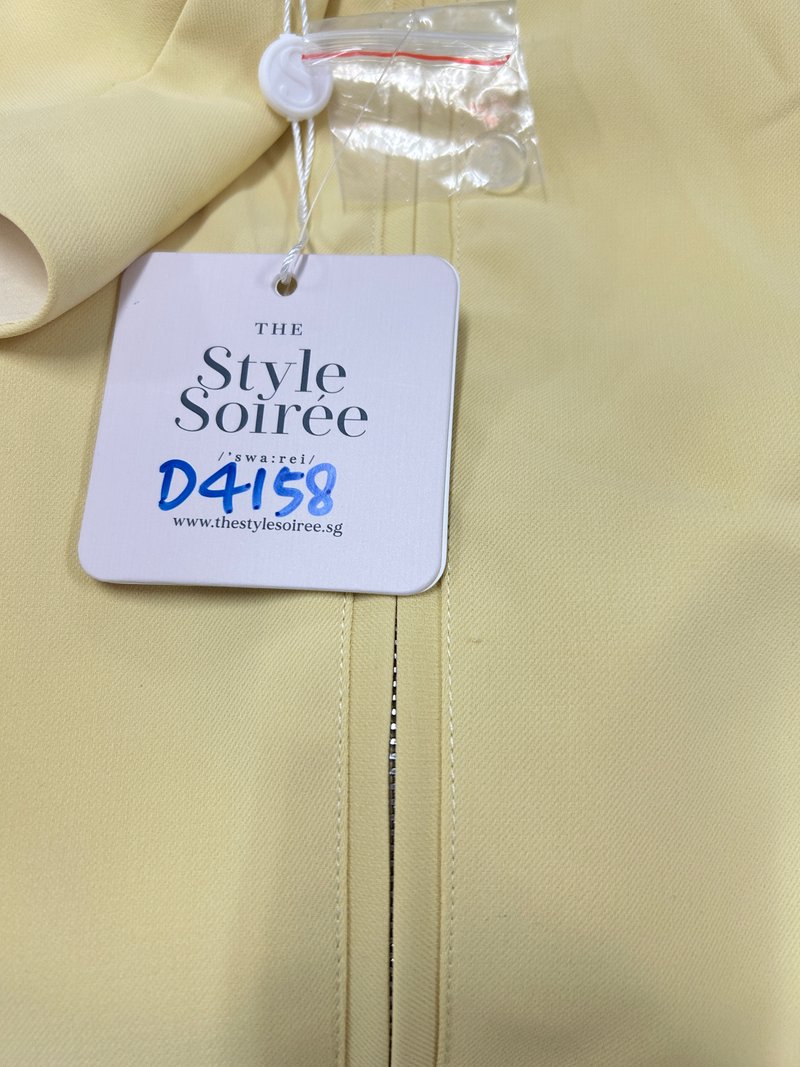 THE
Style
Soirée
/'swa:rei/
D4158
www.thestylesoiree.sg